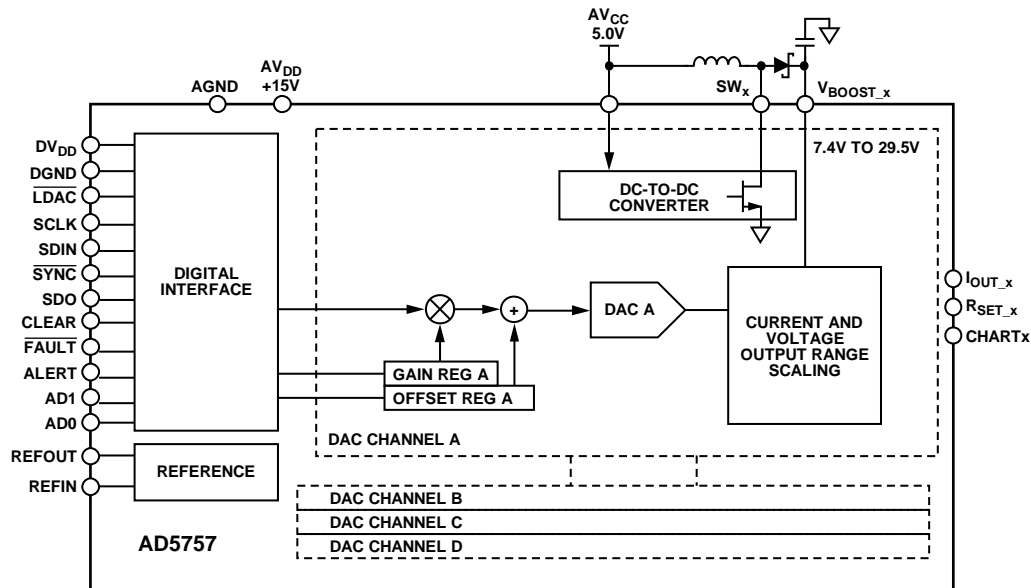 AVCC
5.0V
AVDD
+15V
AGND
SWx
VBOOST_x
DVDD
DGND
LDAC
SCLK
SDIN
SYNC
SDO
CLEAR
FAULT
ALERT
AD1
AD0
REFOUT
REFIN
DIGITAL
INTERFACE
REFERENCE
7.4V TO 29.5V
DC-TO-DC
CONVERTER
+
DAC A
GAIN REG A
OFFSET REG A
CURRENT AND
VOLTAGE
OUTPUT RANGE
SCALING
IOUT_x
RSET_x
CHARTx
DAC CHANNEL A
DAC CHANNEL B
DAC CHANNEL C
DAC CHANNEL D
AD5757